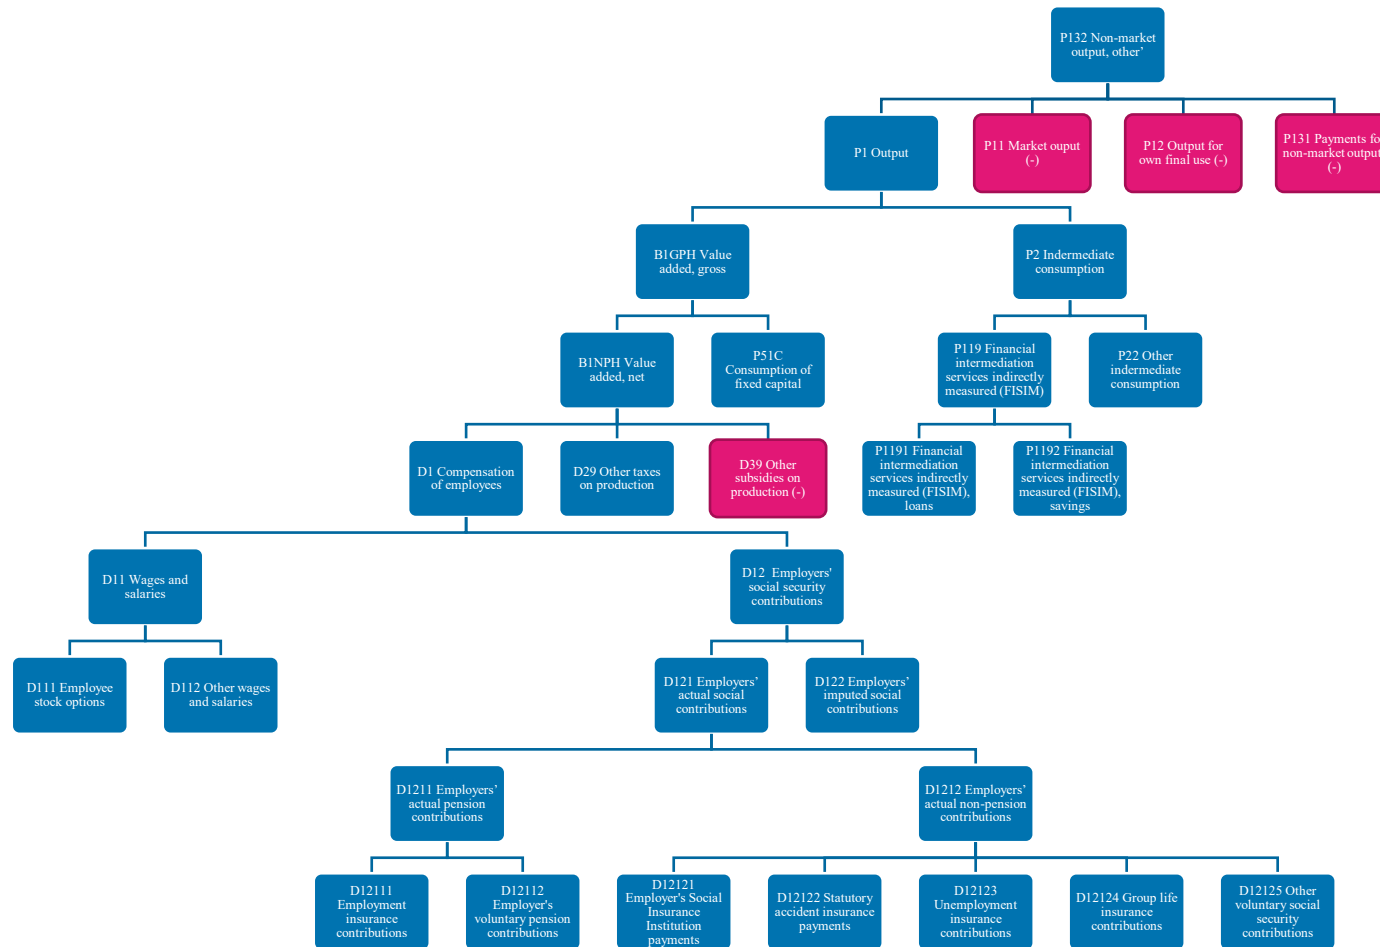 P132 Non-market
output, other’
P1 Output
P11 Market ouput
(-)
P12 Output for
own final use (-)
P131 Payments fo
non-market output
(-)
B1GPH Value
added, gross
P2 Indermediate
consumption
B1NPH Value
added, net
P51C
Consumption of
fixed capital
P119 Financial
intermediation
services indirectly
measured (FISIM)
P22 Other
indermediate
consumption
D1 Compensation
of employees
D29 Other taxes
on production
D39 Other
subsidies on
production (-)
P1191 Financial
intermediation
services indirectly
measured (FISIM),
loans
P1192 Financial
intermediation
services indirectly
measured (FISIM),
savings
D11 Wages and
salaries
D12  Employers'
social security
contributions
D111 Employee
stock options
D112 Other wages
and salaries
D121 Employers’
actual social
contributions
D122 Employers’
imputed social
contributions
D1211 Employers’
actual pension
contributions
D1212 Employers’
actual non-pension
contributions
D12111
Employment
insurance
contributions
D12112
Employer's
voluntary pension
contributions
D12121
Employer's Social
Insurance
Institution
payments
D12122 Statutory
accident insurance
payments
D12123
Unemployment
insurance
contributions
D12124 Group life
insurance
contributions
D12125 Other
voluntary social
security
contributions